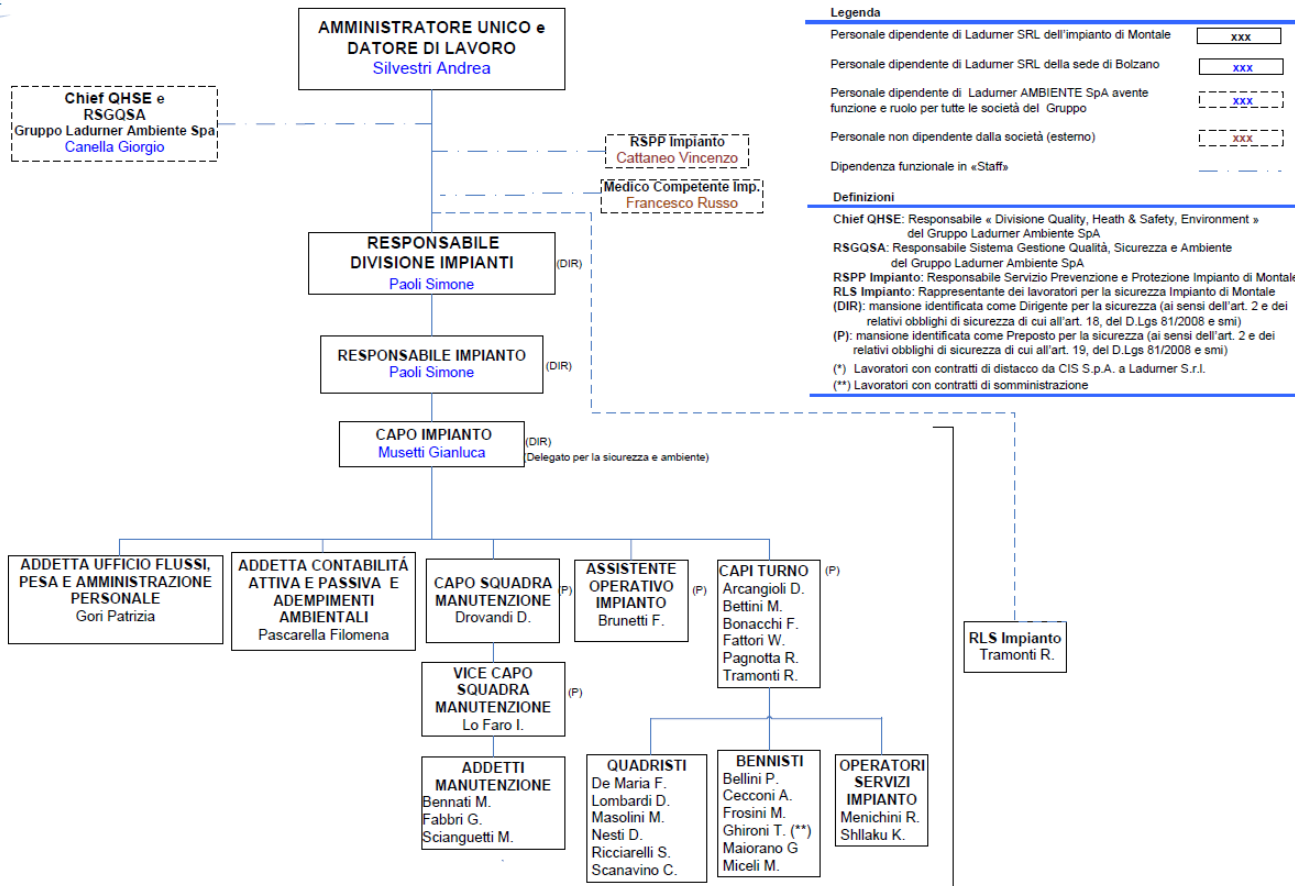 AMMINISTRATORE UNICO e
DATORE DI LAVORO
Silvestri Andrea
Chief QHSE e
RSGQSA
Gruppo Ladurner Ambiente Spa
Canella Giorgio
RSPP Impianto
Cattaneo Vincenzo
Medico Competente Imp.
Francesco Russo
RESPONSABILE
DIVISIONE IMPIANTI
Paoli Simone
(DIR)
RESPONSABILE IMPIANTO
Paoli Simone
(DIR)
CAPO IMPIANTO
Musetti Gianluca
(DIR)
(Delegato per la sicurezza e ambiente)
Legenda
Personale dipendente di Ladurner SRL dell'impianto di Montale
xxx
Personale dipendente di Ladurner SRL della sede di Bolzano
xxx
Personale dipendente di Ladurner AMBIENTE SpA avente
funzione e ruolo per tutte le società del Gruppo
xxx
Personale non dipendente dalla società (esterno)
xxx
Dipendenza funzionale in «Staff»
Definizioni
Chief QHSE: Responsabile « Divisione Quality, Heath & Safety, Environment »
del Gruppo Ladurner Ambiente SpA
RSGQSA: Responsabile Sistema Gestione Qualità, Sicurezza e Ambiente
del Gruppo Ladurner Ambiente SpA
RSPP Impianto: Responsabile Servizio Prevenzione e Protezione Impianto di Montale
RLS Impianto: Rappresentante dei lavoratori per la sicurezza Impianto di Montale
(DIR): mansione identificata come Dirigente per la sicurezza (ai sensi dell'art. 2 e dei
relativi obblighi di sicurezza di cui all'art. 18, del D.Lgs 81/2008 e smi)
(P): mansione identificata come Preposto per la sicurezza (ai sensi dell'art. 2 e dei
relativi obblighi di sicurezza di cui all'art. 19, del D.Lgs 81/2008 e smi)
(*) Lavoratori con contratti di distacco da CIS S.p.A. a Ladurner S.r.l.
(**) Lavoratori con contratti di somministrazione
ADDETTA UFFICIO FLUSSI,
PESA E AMMINISTRAZIONE
PERSONALE
Gori Patrizia
ADDETTA CONTABILITÁ
ATTIVA E PASSIVA E
ADEMPIMENTI
AMBIENTALI
Pascarella Filomena
CAPO SQUADRA
MANUTENZIONE
Drovandi D.
(P)
ASSISTENTE
OPERATIVO
IMPIANTO
Brunetti F.
(P)
CAPI TURNO
Arcangioli D.
Bettini M.
Bonacchi F.
Fattori W.
Pagnotta R.
Tramonti R.
(P)
RLS Impianto
Tramonti R.
VICE CAPO
SQUADRA
MANUTENZIONE
Lo Faro I.
(P)
ADDETTI
MANUTENZIONE
Bennati M.
Fabbri G.
Scianguetti M.
QUADRISTI
De Maria F.
Lombardi D.
Masolini M.
Nesti D.
Ricciarelli S.
Scanavino C.
BENNISTI
Bellini P.
Cecconi A.
Frosini M.
Ghironi T. (**)
Maiorano G
Miceli M.
OPERATORI
SERVIZI
IMPIANTO
Menichini R.
Shllaku K.